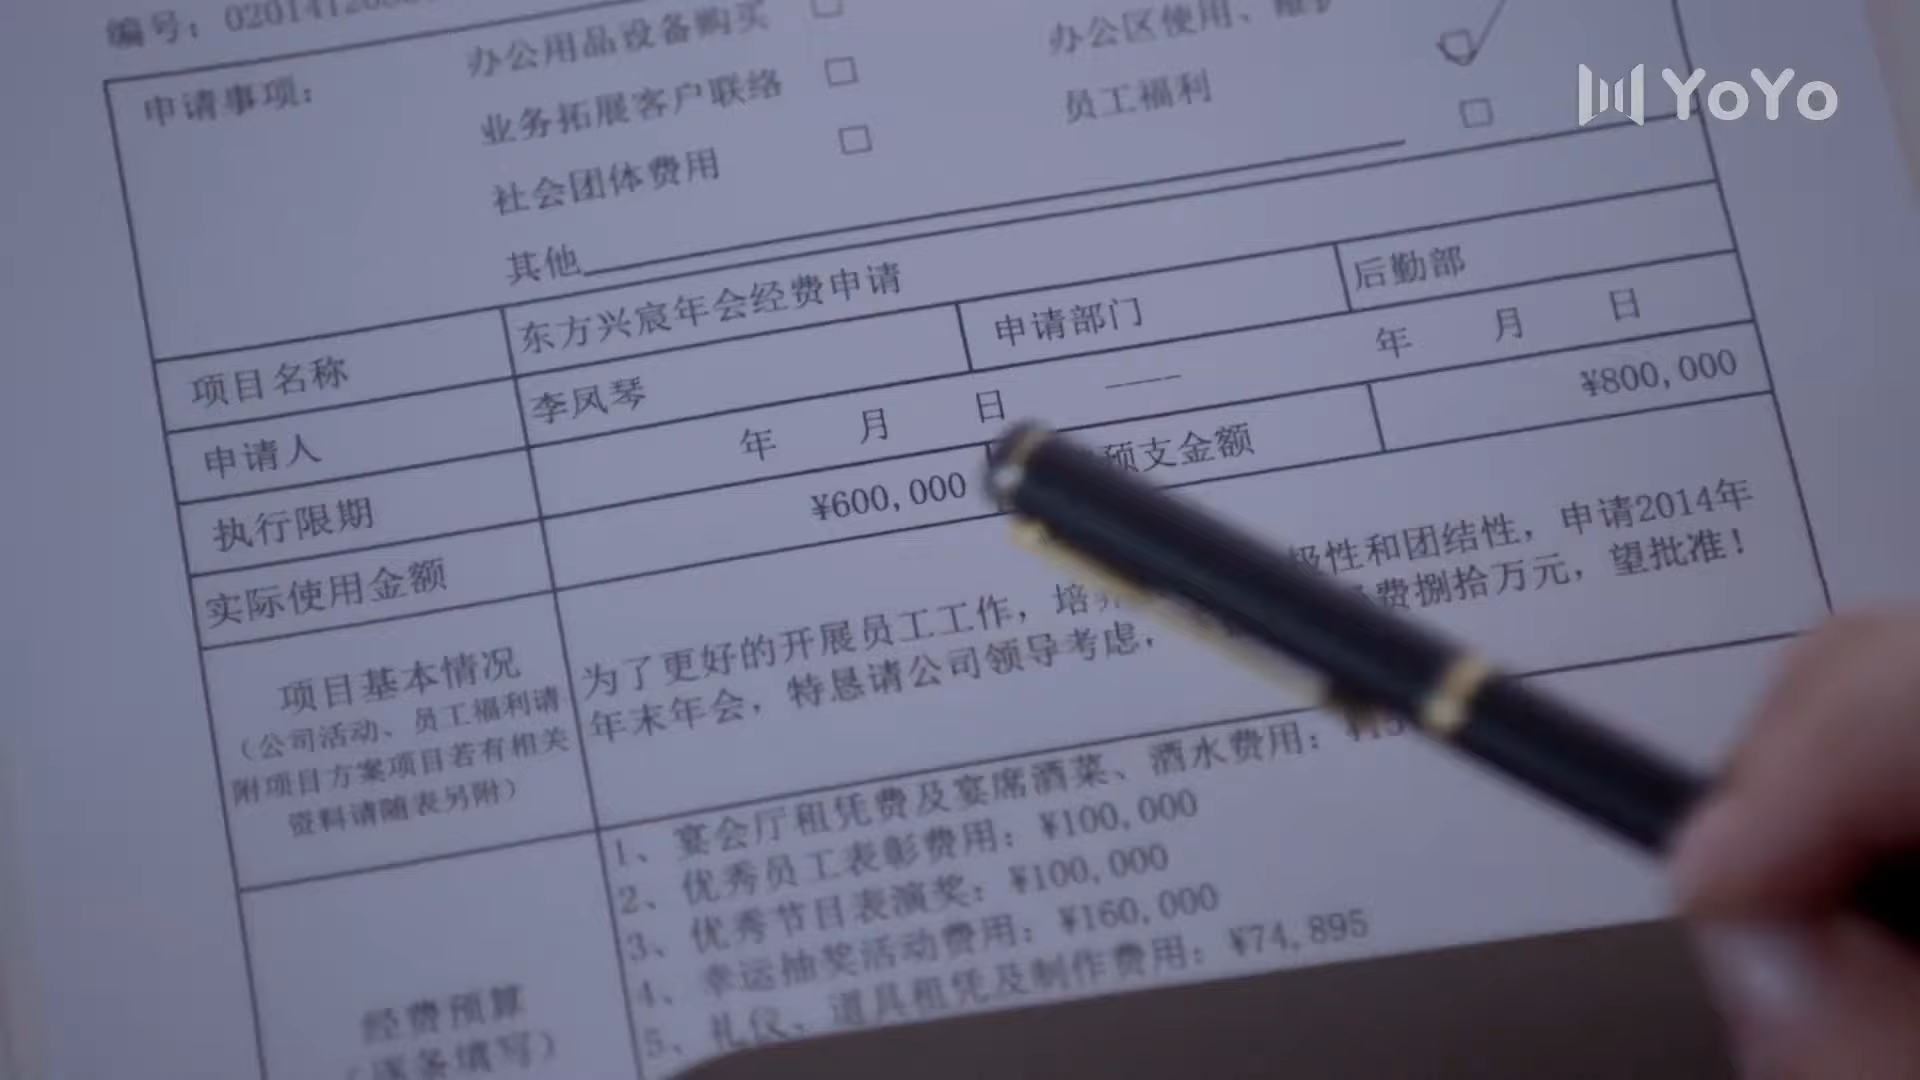 编号：
YoYo
申请事项：
办公用品设备购买 □
办公区使用、
业务拓展客户联络 □
员工福利 □
社会团体费用 □
其他
项目名称 东方兴宸年会经费申请
申请人 李凤琴 申请部门 后勤部
执行限期 年 月 日 —— 年 月 日
实际使用金额 ¥600,000 预支金额 ¥800,000
项目基本情况
（公司活动、员工福利请
附项目方案项目若有相关
资料请随表另附）
为了更好的开展员工工作，培 极性和团结性，申请2014年
年末年会，特恳请公司领导考虑， 费捌拾万元，望批准！
经费预算
（逐条填写）
1、宴会厅租凭费及宴席酒菜、酒水费用：
2、优秀员工表彰费用：¥100,000
3、优秀节目表演奖：¥100,000
4、幸运抽奖活动费用：¥160,000
5、礼仪、道具租凭及制作费用：¥74,895